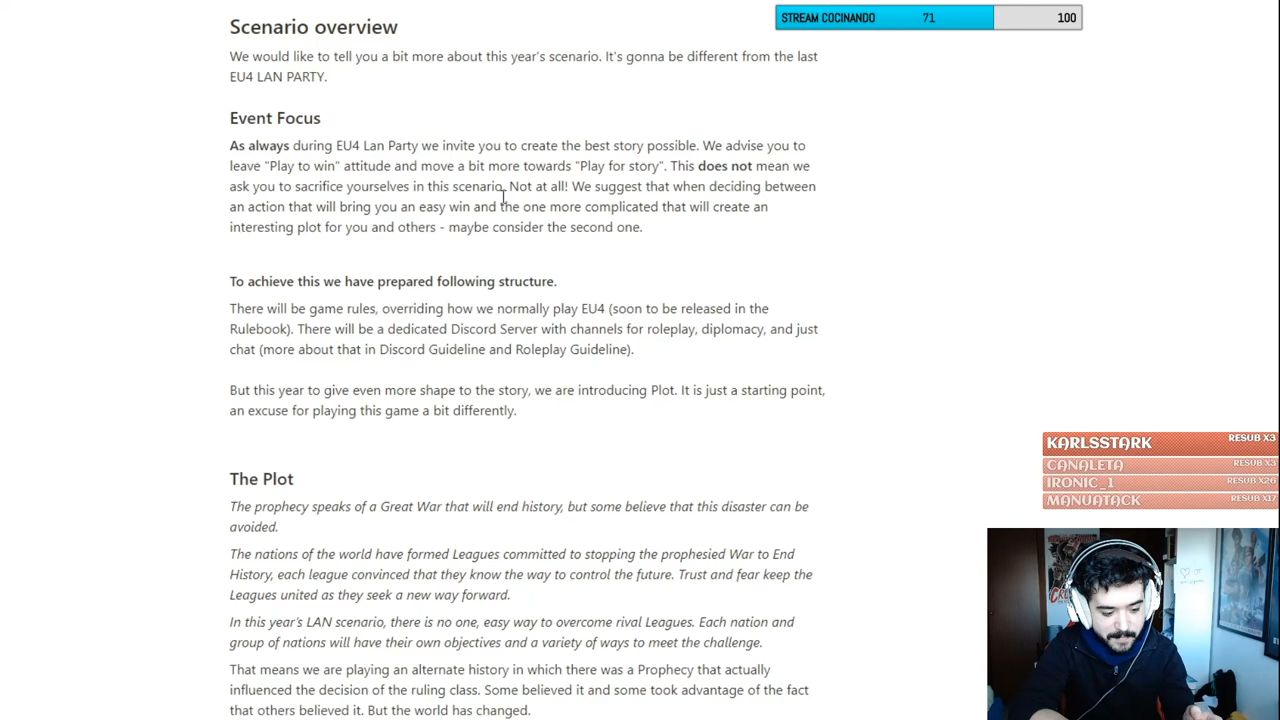 Scenario overview
STREAM COCINANDO 71 100
We would like to tell you a bit more about this year's scenario. It's gonna be different from the last
EU4 LAN PARTY.
Event Focus
As always during EU4 Lan Party we invite you to create the best story possible. We advise you to
leave "Play to win" attitude and move a bit more towards "Play for story". This does not mean we
ask you to sacrifice yourselves in this scenario. Not at all! We suggest that when deciding between
an action that will bring you an easy win and the one more complicated that will create an
interesting plot for you and others - maybe consider the second one.
To achieve this we have prepared following structure.
There will be game rules, overriding how we normally play EU4 (soon to be released in the
Rulebook). There will be a dedicated Discord Server with channels for roleplay, diplomacy, and just
chat (more about that in Discord Guideline and Roleplay Guideline).
But this year to give even more shape to the story, we are introducing Plot. It is just a starting point,
an excuse for playing this game a bit differently.
The Plot
The prophecy speaks of a Great War that will end history, but some believe that this disaster can be
avoided.
The nations of the world have formed Leagues committed to stopping the prophesied War to End
History, each league convinced that they know the way to control the future. Trust and fear keep the
Leagues united as they seek a new way forward.
In this year's LAN scenario, there is no one, easy way to overcome rival Leagues. Each nation and
group of nations will have their own objectives and a variety of ways to meet the challenge.
That means we are playing an alternate history in which there was a Prophecy that actually
influenced the decision of the ruling class. Some believed it and some took advantage of the fact
that others believed it. But the world has changed.
KARLSSTARK RESUB X3
CANALETA RESUB X3
IRONIC_1 RESUB X26
MANUATACK RESUB X17